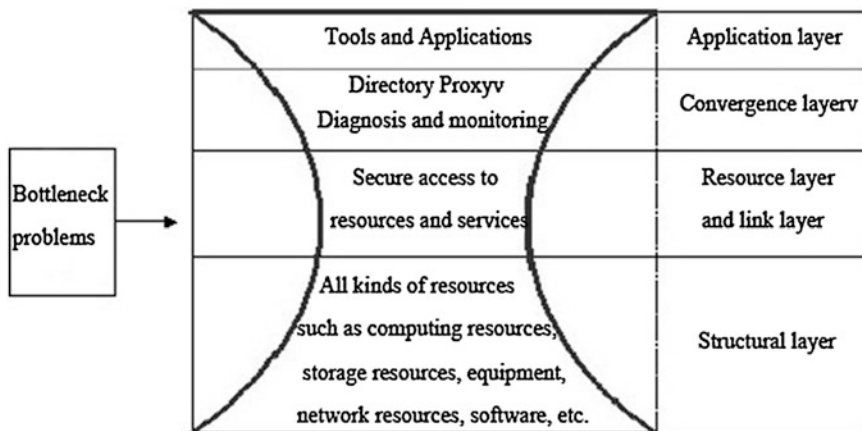 Tools and Applications
Application layer
Directory Proxyv
Diagnosis and monitoring
Convergence layerv
Bottleneck
problems
Secure access to
resources and services
Resource layer
and link layer
All kinds of resources
such as computing resources,
storage resources, equipment,
network resources, software, etc.
Structural layer